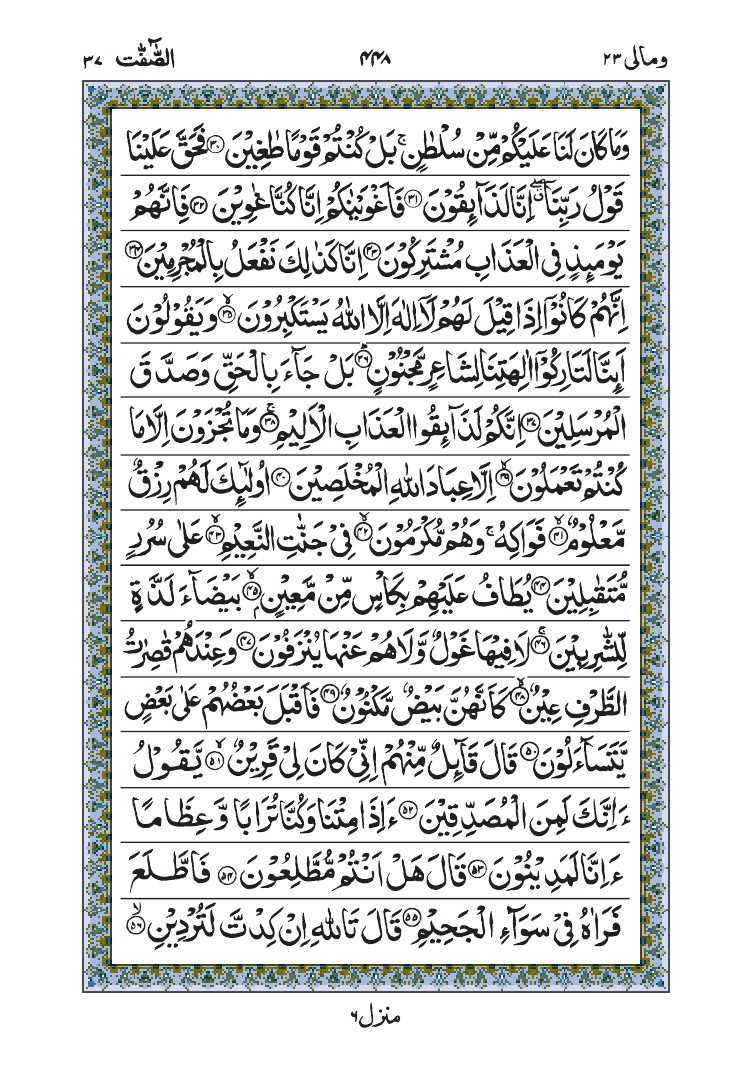 ومالی ۲۳ ۴۴۸ الصّٰٓفّٰت ۳۷
وَمَا كَانَ لَنَا عَلَيْكُمْ مِّنْ سُلْطٰنٍ ۚ بَلْ كُنْتُمْ قَوْمًا طٰغِيْنَ ۝۳۰ فَحَقَّ عَلَيْنَا
قَوْلُ رَبِّنَآ ۖ اِنَّا لَذَآىِٕقُوْنَ ۝۳۱ فَاَغْوَيْنٰكُمْ اِنَّا كُنَّا غٰوِيْنَ ۝۳۲ فَاِنَّهُمْ
يَوْمَىِٕذٍ فِى الْعَذَابِ مُشْتَرِكُوْنَ ۝۳۳ اِنَّا كَذٰلِكَ نَفْعَلُ بِالْمُجْرِمِيْنَ ۝۳۴
اِنَّهُمْ كَانُوْٓا اِذَا قِيْلَ لَهُمْ لَآ اِلٰهَ اِلَّا اللّٰهُ يَسْتَكْبِرُوْنَ ۝۳۵ۙ وَيَقُوْلُوْنَ
اَىِٕنَّا لَتَارِكُوْٓا اٰلِهَتِنَا لِشَاعِرٍ مَّجْنُوْنٍ ۝۳۶ؕ بَلْ جَآءَ بِالْحَقِّ وَصَدَّقَ
الْمُرْسَلِيْنَ ۝۳۷ اِنَّكُمْ لَذَآىِٕقُوا الْعَذَابِ الْاَلِيْمِ ۝۳۸ۚ وَمَا تُجْزَوْنَ اِلَّا مَا
كُنْتُمْ تَعْمَلُوْنَ ۝۳۹ۙ اِلَّا عِبَادَ اللّٰهِ الْمُخْلَصِيْنَ ۝۴۰ اُولٰٓىِٕكَ لَهُمْ رِزْقٌ
مَّعْلُوْمٌ ۝۴۱ۙ فَوَاكِهُ ۚ وَهُمْ مُّكْرَمُوْنَ ۝۴۲ۙ فِيْ جَنّٰتِ النَّعِيْمِ ۝۴۳ۙ عَلٰى سُرُرٍ
مُّتَقٰبِلِيْنَ ۝۴۴ يُطَافُ عَلَيْهِمْ بِكَاْسٍ مِّنْ مَّعِيْنٍۭ ۝۴۵ۙ بَيْضَآءَ لَذَّةٍ
لِّلشّٰرِبِيْنَ ۝۴۶ۚ لَا فِيْهَا غَوْلٌ وَّلَا هُمْ عَنْهَا يُنْزَفُوْنَ ۝۴۷ وَعِنْدَهُمْ قٰصِرٰتُ
الطَّرْفِ عِيْنٌ ۝۴۸ۙ كَاَنَّهُنَّ بَيْضٌ مَّكْنُوْنٌ ۝۴۹ فَاَقْبَلَ بَعْضُهُمْ عَلٰى بَعْضٍ
يَّتَسَآءَلُوْنَ ۝۵۰ قَالَ قَآىِٕلٌ مِّنْهُمْ اِنِّيْ كَانَ لِيْ قَرِيْنٌ ۝۵۱ۙ يَّقُوْلُ
ءَاِنَّكَ لَمِنَ الْمُصَدِّقِيْنَ ۝۵۲ ءَاِذَا مِتْنَا وَكُنَّا تُرَابًا وَّعِظَامًا
ءَاِنَّا لَمَدِيْنُوْنَ ۝۵۳ قَالَ هَلْ اَنْتُمْ مُّطَّلِعُوْنَ ۝۵۴ فَاطَّلَعَ
فَرَاٰهُ فِيْ سَوَآءِ الْجَحِيْمِ ۝۵۵ قَالَ تَاللّٰهِ اِنْ كِدْتَّ لَتُرْدِيْنِ ۝۵۶ۙ
منزل ۶